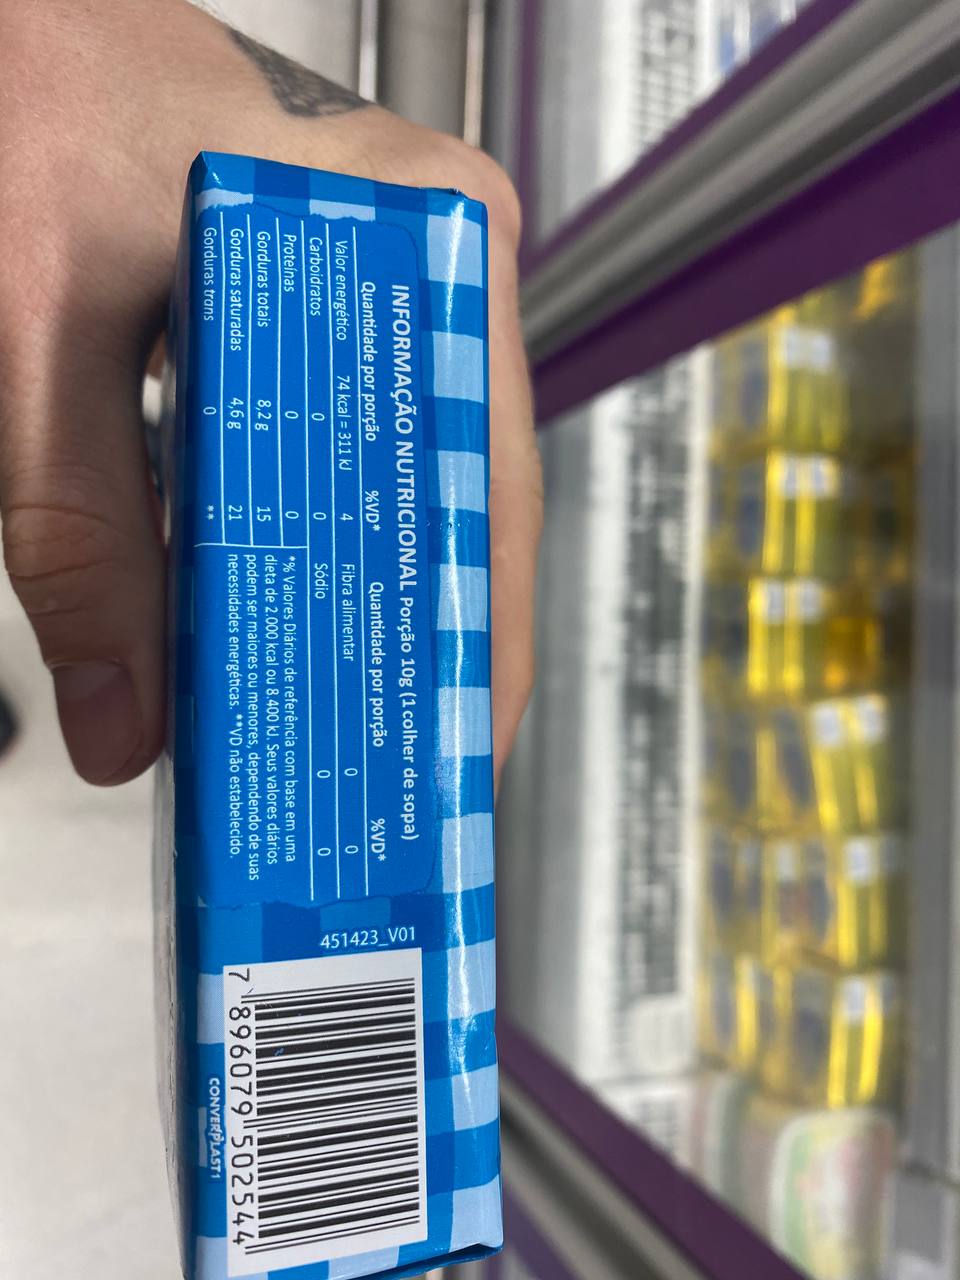 INFORMAÇÃO NUTRICIONAL Porção 10g (1 colher de sopa)
Quantidade por porção %VD* Quantidade por porção %VD*
Valor energético 74 kcal = 311 kJ 4 Fibra alimentar 0 0
Carboidratos 0 0 Sódio 0 0
Proteínas 0 0
Gorduras totais 8,2 g 15
Gorduras saturadas 4,6 g 21
Gorduras trans 0 **
*% Valores Diários de referência com base em uma
dieta de 2000 kcal ou 8.400 kJ. Seus valores diários
podem ser maiores ou menores, dependendo de suas
necessidades energéticas. **VD não estabelecido.
451423_V01
7 896079 502544
CONVERPLAST1